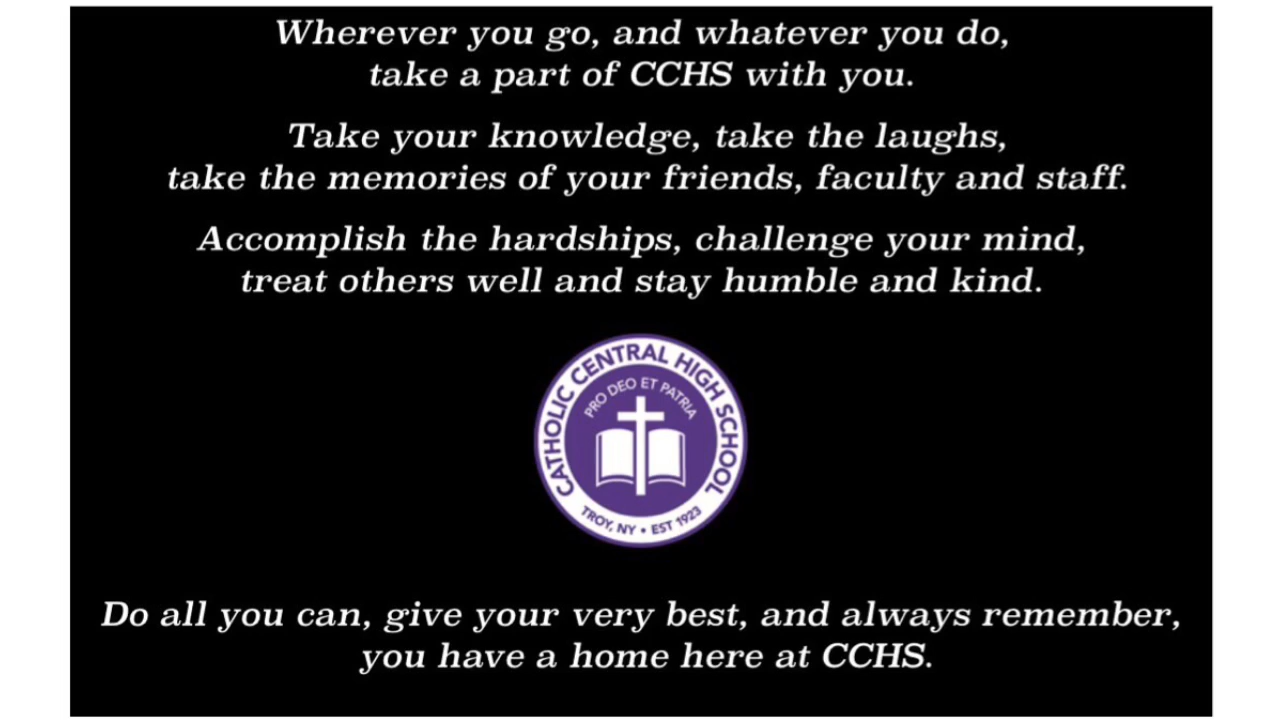 Wherever you go, and whatever you do,
take a part of CCHS with you.
Take your knowledge, take the laughs,
take the memories of your friends, faculty and staff.
Accomplish the hardships, challenge your mind,
treat others well and stay humble and kind.
CATHOLIC CENTRAL HIGH SCHOOL
PRO DEO ET PATRIA
TROY, NY • EST 1923
Do all you can, give your very best, and always remember,
you have a home here at CCHS.